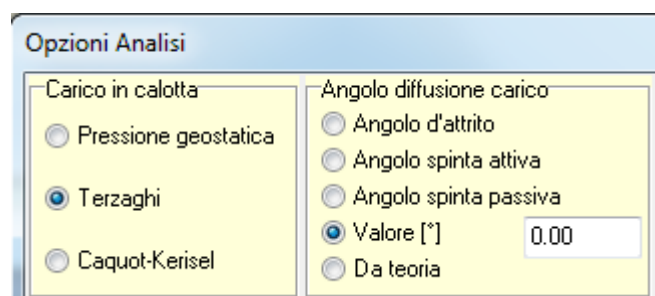 Opzioni Analisi
Carico in calotta
Pressione geostatica
Terzaghi
Caquot-Kerisel
Angolo diffusione carico
Angolo d'attrito
Angolo spinta attiva
Angolo spinta passiva
Valore [°] 0.00
Da teoria